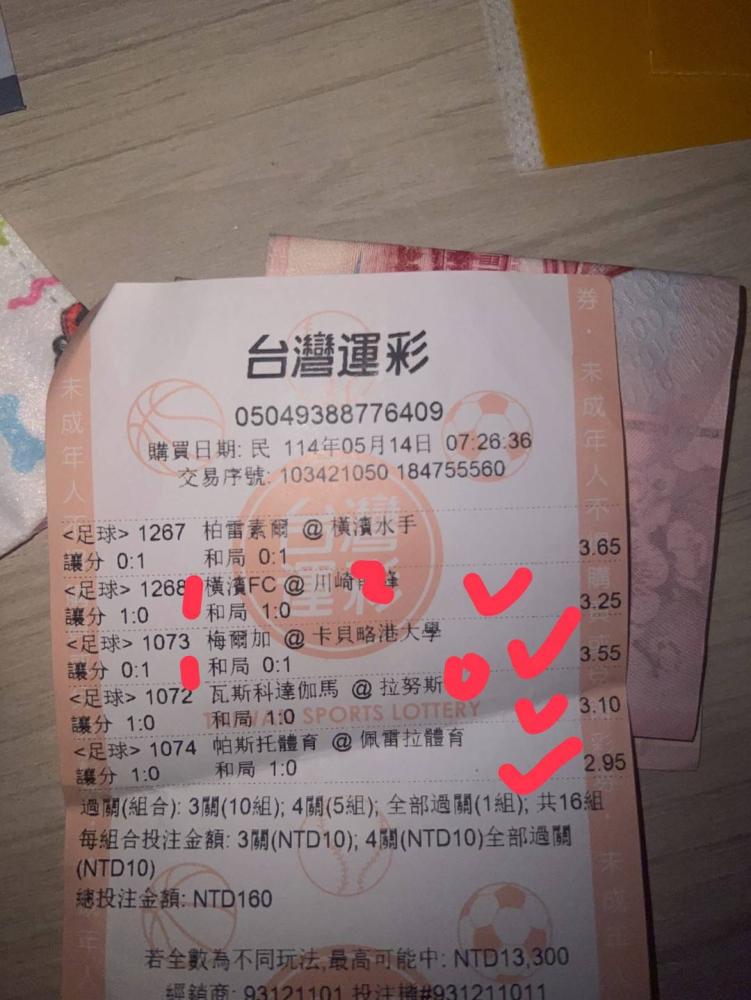 台灣運彩
05049388776409
購買日期: 民 114年05月14日 07:26:36
交易序號: 103421050 184755560
<足球> 1267 柏雷素爾 @ 橫濱水手
讓分 0:1 和局 0:1 3.65
<足球> 1268 橫濱FC @ 川崎
讓分 1:0 和局 1:0 3.25
<足球> 1073 梅爾加 @ 卡貝略港大學
讓分 0:1 和局 0:1 3.55
<足球> 1072 瓦斯科達伽馬 @ 拉努斯
讓分 1:0 和局 1:0 3.10
TAIWAN SPORTS LOTTERY
<足球> 1074 帕斯托體育 @ 佩雷拉體育
讓分 1:0 和局 1:0 2.95
過關(組合): 3關(10組); 4關(5組); 全部過關(1組); 共16組
每組合投注金額: 3關(NTD10); 4關(NTD10)全部過關
(NTD10)
總投注金額: NTD160
若全數為不同玩法,最高可能中: NTD13,300
經銷商: 93121101 投注機#931211011
券．未成年人不
未成年人不
台灣運彩